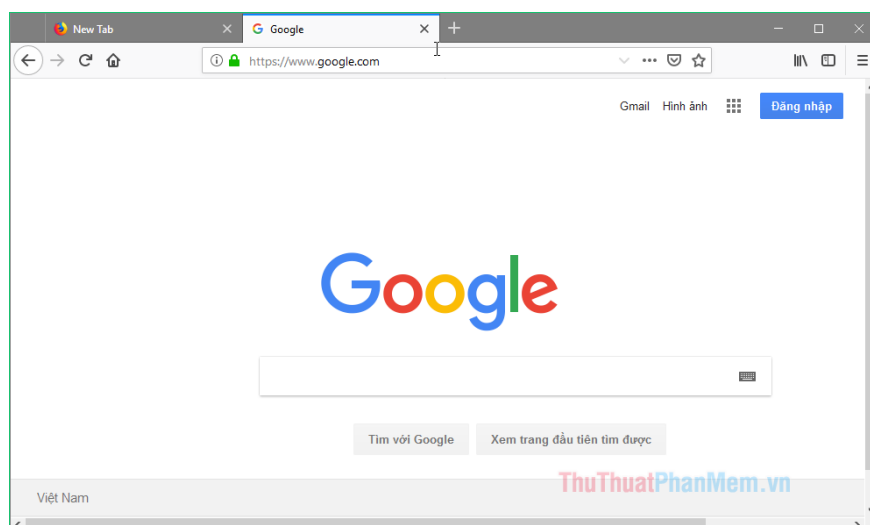 New Tab
Google
https://www.google.com
Gmail Hình ảnh
Đăng nhập
Google
Tìm với Google
Xem trang đầu tiên tìm được
ThuThuatPhanMem.vn
Việt Nam